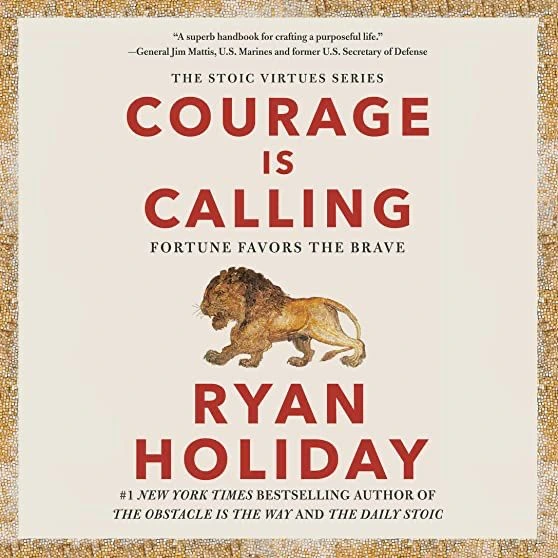 “A superb handbook for crafting a purposeful life.”
—General Jim Mattis, U.S. Marines and former U.S. Secretary of Defense
THE STOIC VIRTUES SERIES
COURAGE
IS
CALLING
FORTUNE FAVORS THE BRAVE
RYAN
HOLIDAY
#1 NEW YORK TIMES BESTSELLING AUTHOR OF
THE OBSTACLE IS THE WAY AND THE DAILY STOIC